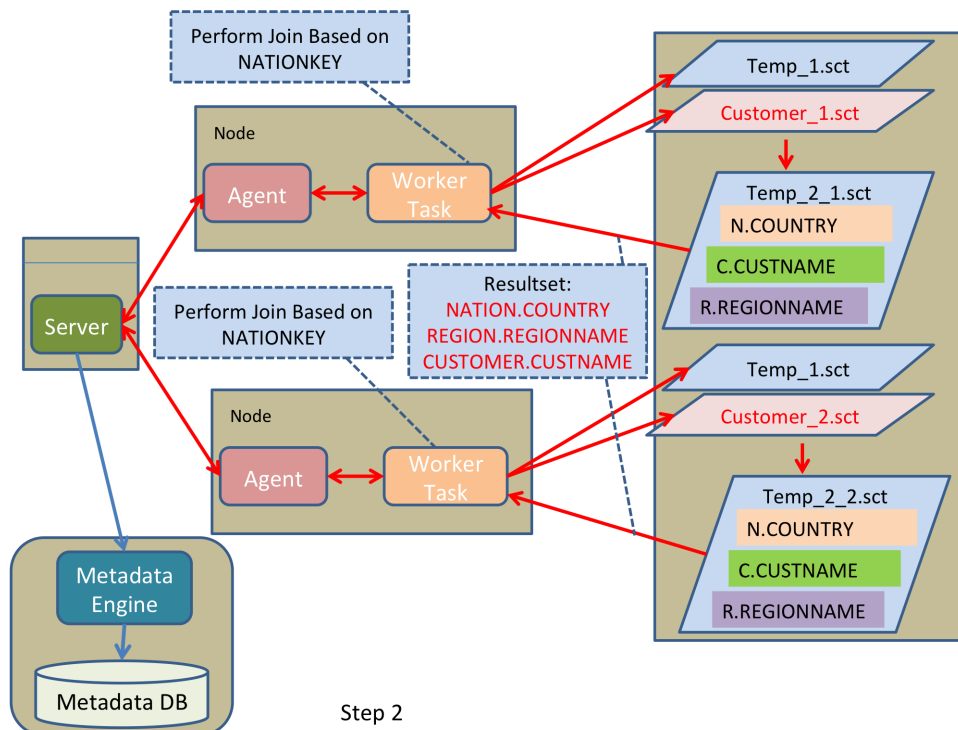 Perform Join Based on
NATIONKEY
Temp_1.sct
Customer_1.sct
Node
Agent
Worker
Task
Temp_2_1.sct
N.COUNTRY
C.CUSTNAME
R.REGIONNAME
Server
Perform Join Based on
NATIONKEY
Resultset:
NATION.COUNTRY
REGION.REGIONNAME
CUSTOMER.CUSTNAME
Temp_1.sct
Customer_2.sct
Node
Agent
Worker
Task
Temp_2_2.sct
N.COUNTRY
C.CUSTNAME
R.REGIONNAME
Metadata
Engine
Metadata DB
Step 2